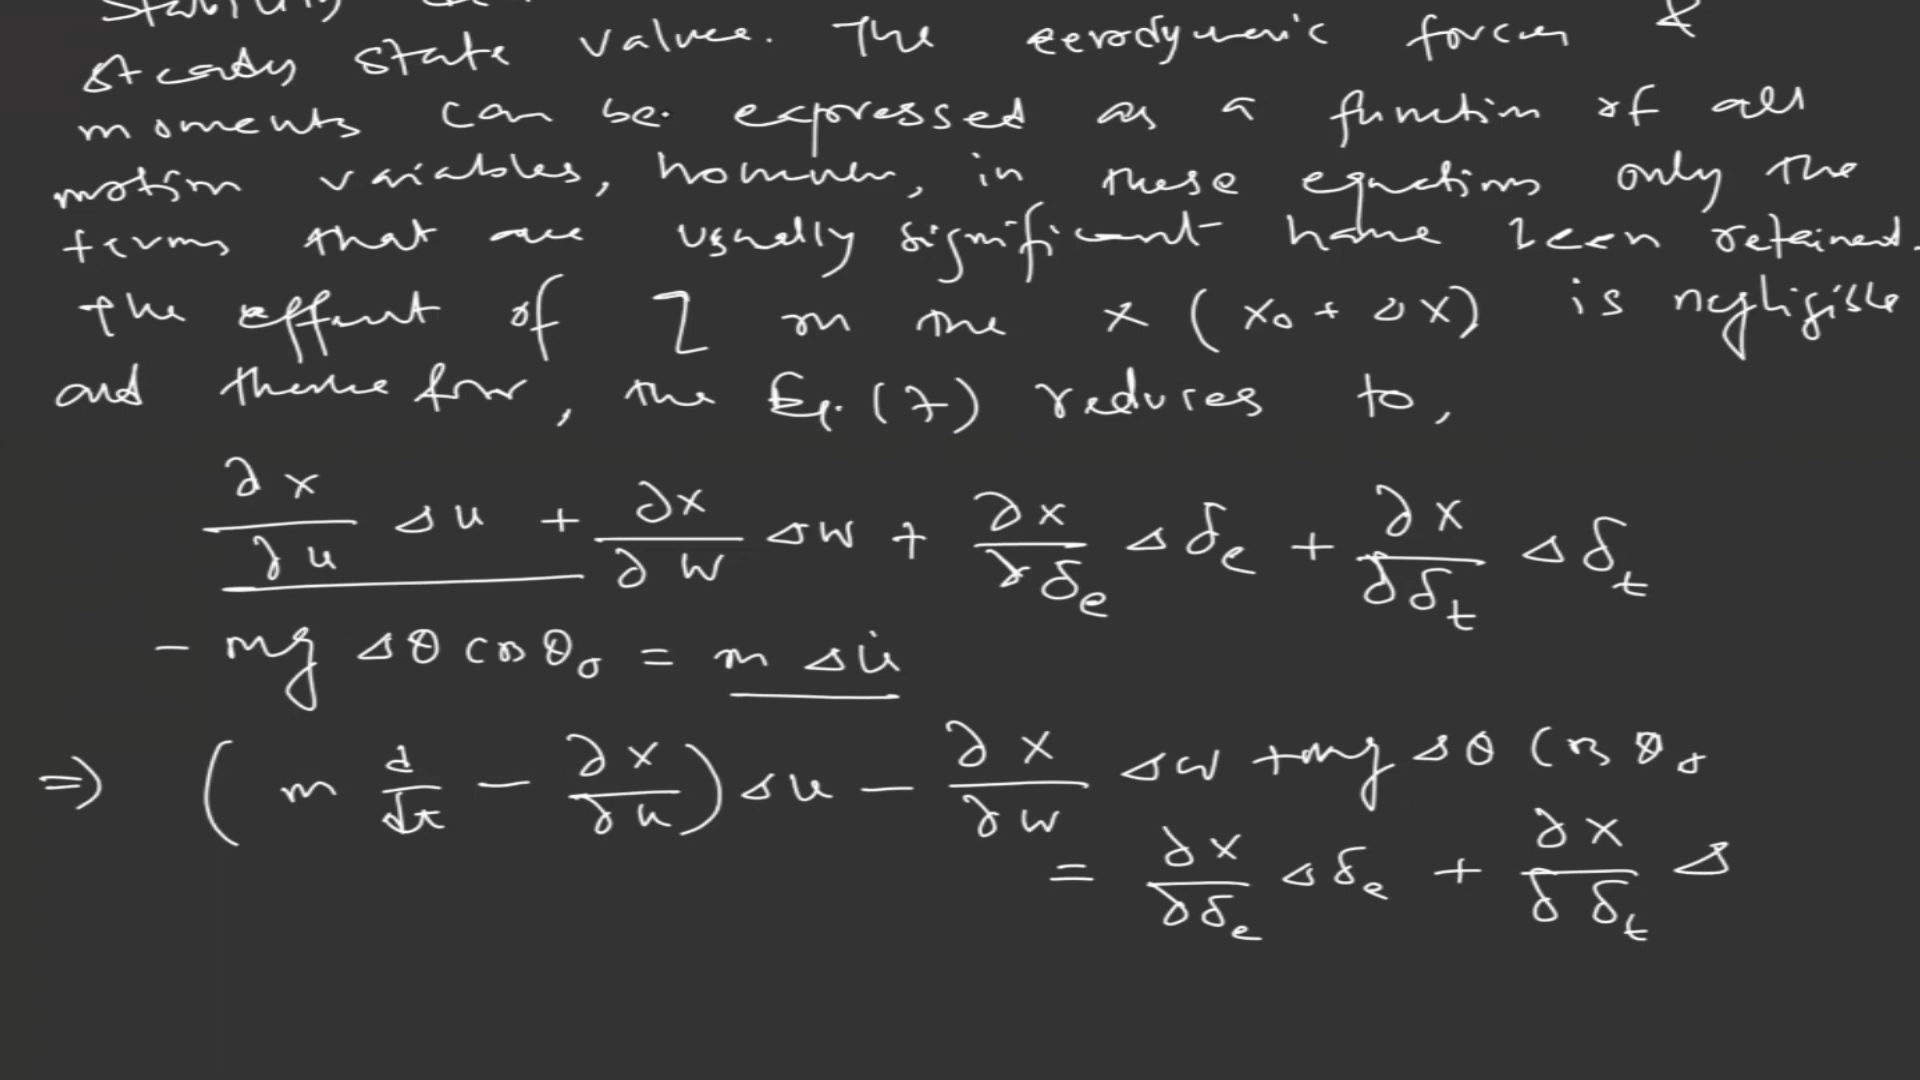 steady state values. The aerodynamic forces &
moments can be expressed as a function of all
motion variables, however, in these equations only the
terms that are usually significant have been retained.
the effect of q on the X (X₀ + ΔX) is negligible
and therefore, the Eq. (7) reduces to,
∂X/∂u Δu + ∂X/∂w Δw + ∂X/∂δₑ Δδₑ + ∂X/∂δₜ Δδₜ
− mg Δθ cos θ₀ = m Δu̇
⇒ (m d/dt − ∂X/∂u) Δu − ∂X/∂w Δw + mg Δθ cos θ₀
= ∂X/∂δₑ Δδₑ + ∂X/∂δₜ Δ